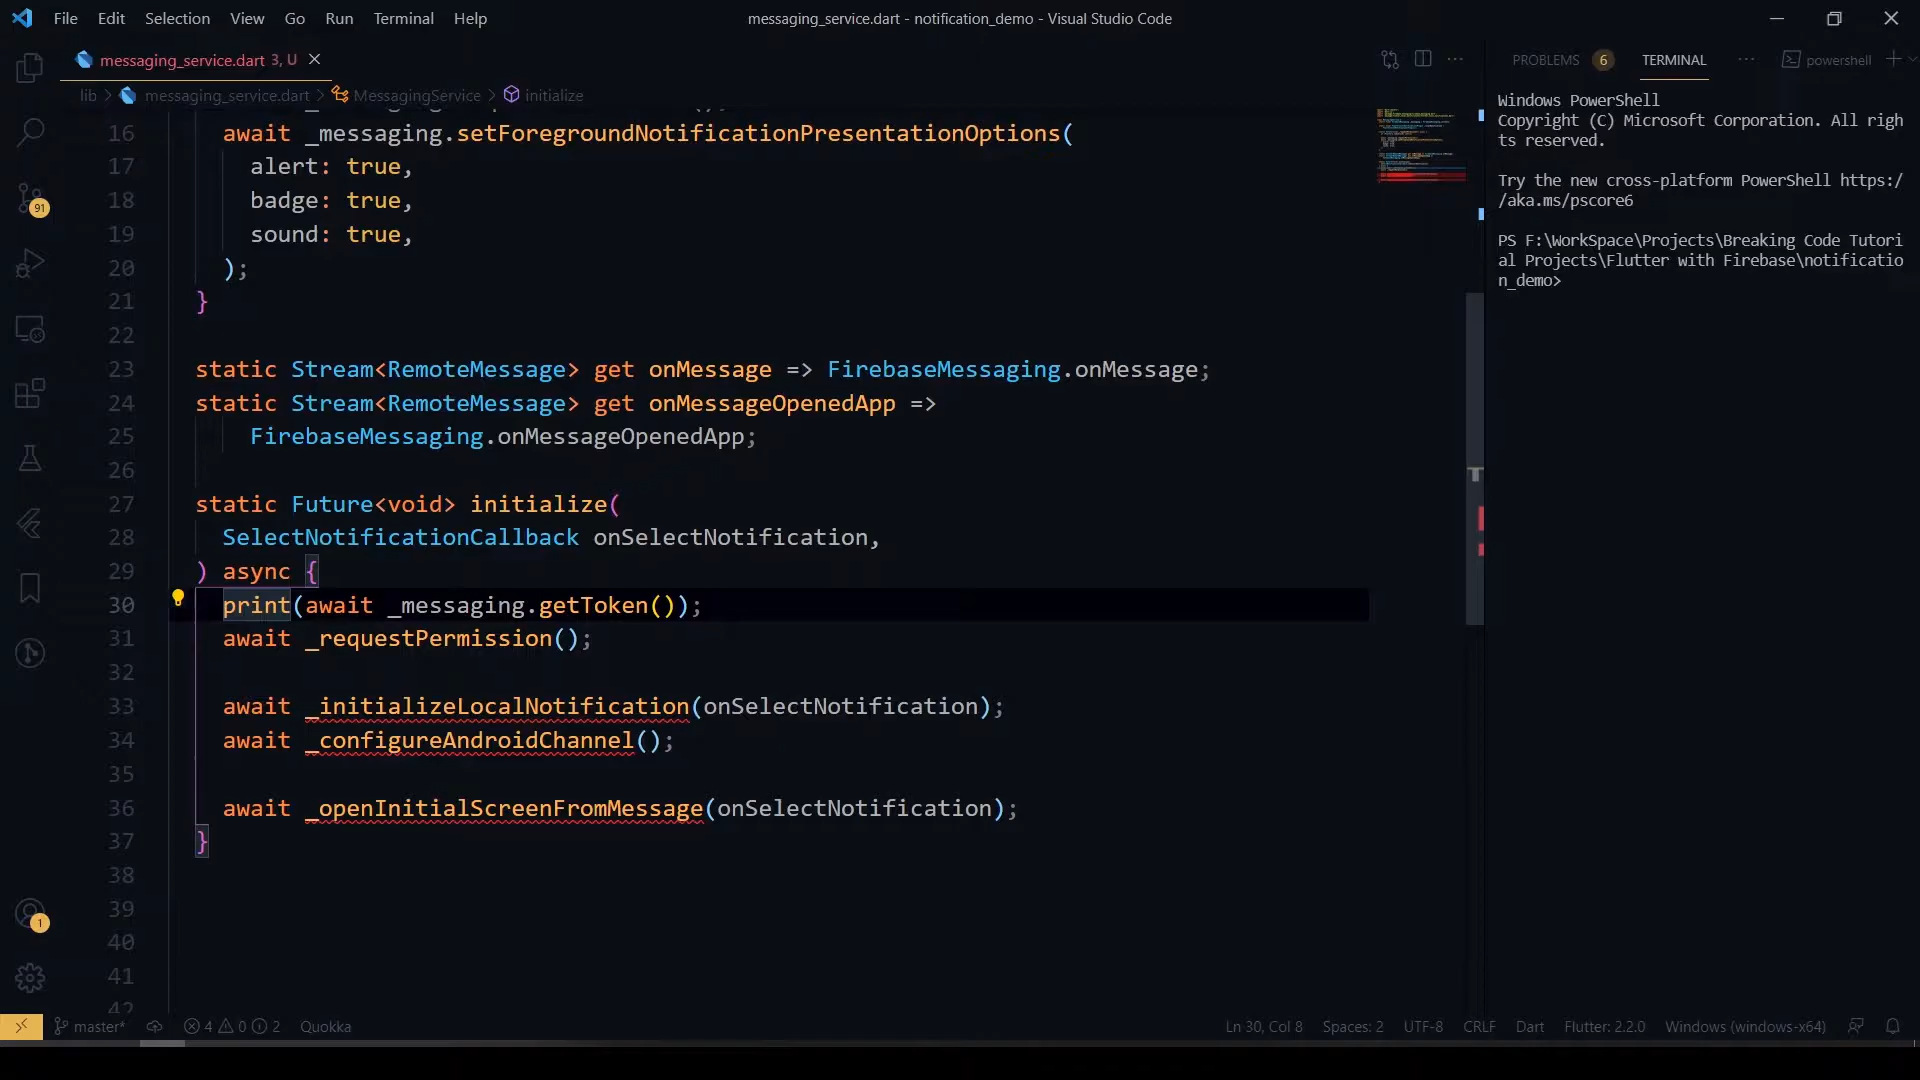 File Edit Selection View Go Run Terminal Help
messaging_service.dart - notification_demo - Visual Studio Code
messaging_service.dart 3, U
lib > messaging_service.dart > MessagingService > initialize
16 await _messaging.setForegroundNotificationPresentationOptions(
17 alert: true,
18 badge: true,
19 sound: true,
20 );
21 }
22
23 static Stream<RemoteMessage> get onMessage => FirebaseMessaging.onMessage;
24 static Stream<RemoteMessage> get onMessageOpenedApp =>
25 FirebaseMessaging.onMessageOpenedApp;
26
27 static Future<void> initialize(
28 SelectNotificationCallback onSelectNotification,
29 ) async {
30 print(await _messaging.getToken());
31 await _requestPermission();
32
33 await _initializeLocalNotification(onSelectNotification);
34 await _configureAndroidChannel();
35
36 await _openInitialScreenFromMessage(onSelectNotification);
37 }
38
39
40
41
42
91
1
PROBLEMS 6 TERMINAL ··· powershell
Windows PowerShell
Copyright (C) Microsoft Corporation. All righ
ts reserved.
Try the new cross-platform PowerShell https:/
/aka.ms/pscore6
PS F:\WorkSpace\Projects\Breaking Code Tutori
al Projects\Flutter with Firebase\notificatio
n_demo>
master* 4 0 2 Quokka
Ln 30, Col 8 Spaces: 2 UTF-8 CRLF Dart Flutter: 2.2.0 Windows (windows-x64)